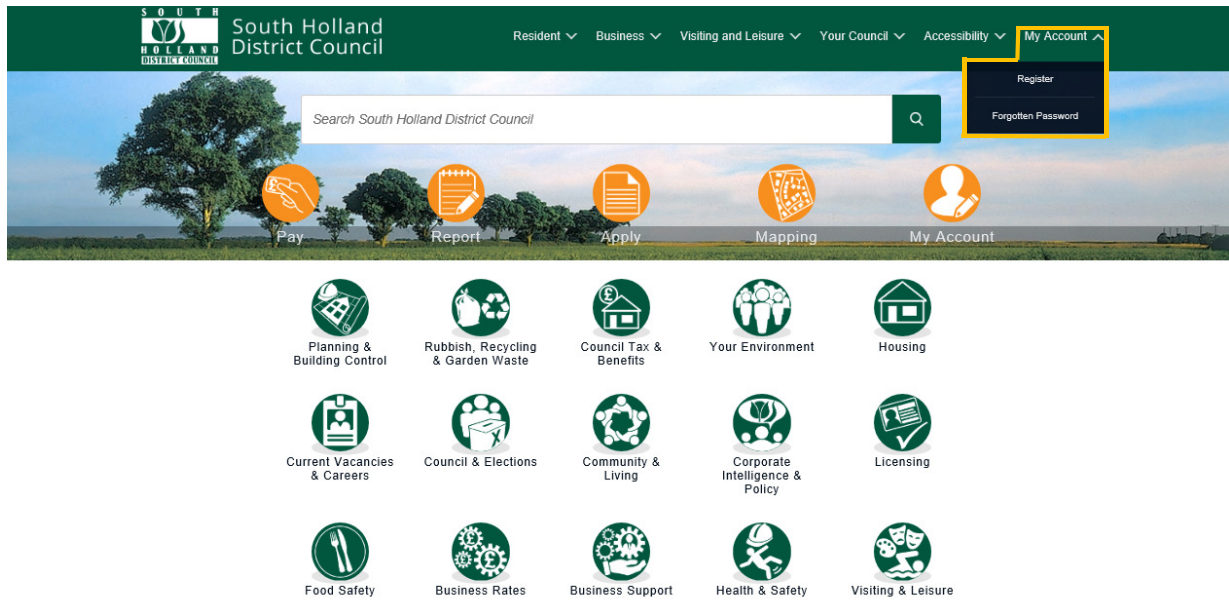 SOUTH
HOLLAND
DISTRICT COUNCIL
South Holland
District Council
Resident
Business
Visiting and Leisure
Your Council
Accessibility
My Account
Register
Forgotten Password
Search South Holland District Council
Pay
Report
Apply
Mapping
My Account
Planning &
Building Control
Rubbish, Recycling
& Garden Waste
£
Council Tax &
Benefits
Your Environment
Housing
Current Vacancies
& Careers
X
Council & Elections
Community &
Living
Corporate
Intelligence &
Policy
Licensing
Food Safety
£
£
Business Rates
Business Support
Health & Safety
Visiting & Leisure